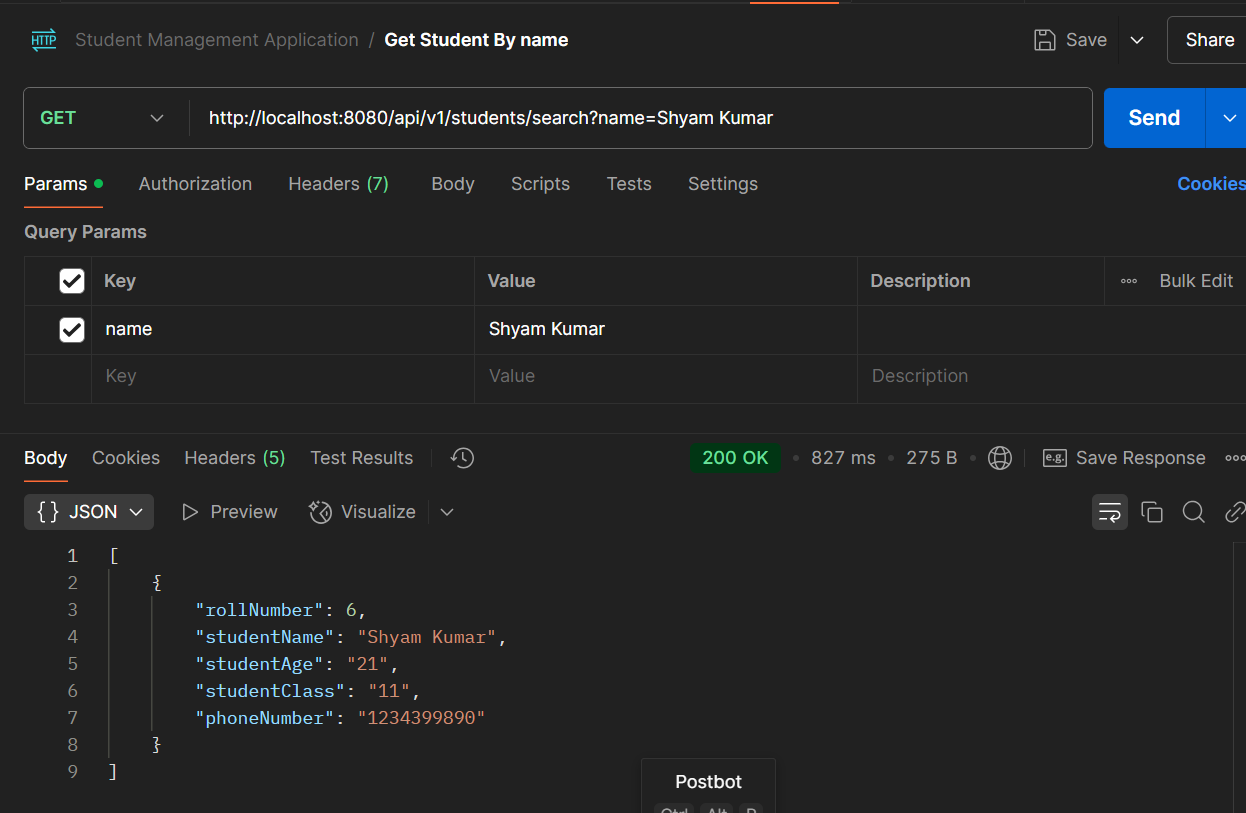 HTTP Student Management Application / Get Student By name Save Share
GET http://localhost:8080/api/v1/students/search?name=Shyam Kumar Send
Params Authorization Headers (7) Body Scripts Tests Settings Cookies
Query Params
Key Value Description Bulk Edit
name Shyam Kumar
Key Value Description
Body Cookies Headers (5) Test Results 200 OK 827 ms 275 B e.g. Save Response
{} JSON Preview Visualize
1 [
2 {
3 "rollNumber": 6,
4 "studentName": "Shyam Kumar",
5 "studentAge": "21",
6 "studentClass": "11",
7 "phoneNumber": "1234399890"
8 }
9 ]
Postbot
Ctrl Alt P